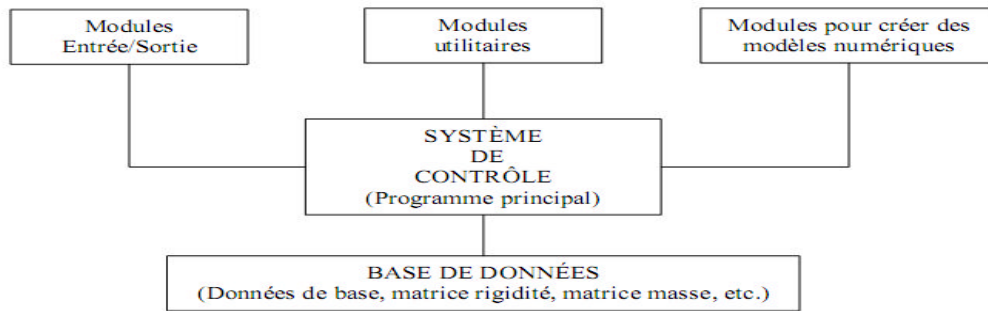 Modules
Entrée/Sortie
Modules
utilitaires
Modules pour créer des
modèles numériques
SYSTÈME
DE
CONTRÔLE
(Programme principal)
BASE DE DONNÉES
(Données de base, matrice rigidité, matrice masse, etc.)